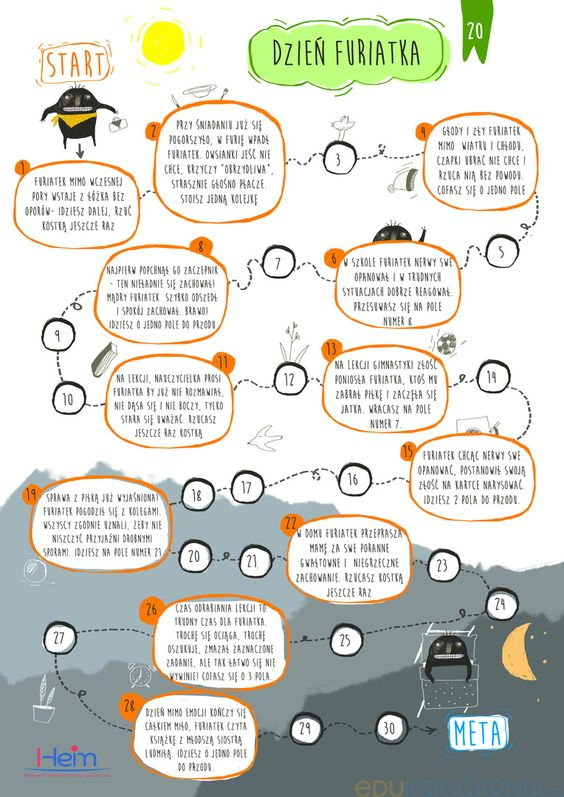 START
DZIEŃ FURIATKA
20
1
FURIATEK MIMO WCZESNEJ
PORY WSTAJE Z ŁÓŻKA BEZ
OPORÓW- IDZIESZ DALEJ, RZUĆ
KOSTKĄ JESZCZE RAZ
2
PRZY ŚNIADANIU JUŻ SIĘ
POGORSZYŁO, W FURIĘ WPADŁ
FURIATEK. OWSIANKI JEŚĆ NIE
CHCE, KRZYCZY "OBRZYDLIWA",
STRASZNIE GŁOŚNO PŁACZE.
STOISZ JEDNĄ KOLEJKĘ
3
4
GŁODY I ZŁY FURIATEK
MIMO WIATRU I CHŁODU,
CZAPKI UBRAĆ NIE CHCE I
RZUCA NIĄ BEZ POWODU.
COFASZ SIĘ O JEDNO POLE
5
6
W SZKOLE FURIATEK NERWY SWE
OPANOWAŁ I W TRUDNYCH
SYTUACJACH DOBRZE REAGOWAŁ.
PRZESUWASZ SIĘ NA POLE
NUMER 8
7
8
NAJPIERW POPCHNĄŁ GO ZACZEPNIK
- TEN NIEŁADNIE SIĘ ZACHOWAŁ!
MĄDRY FURIATEK SZYBKO ODSZEDŁ
I SPOKÓJ ZACHOWAŁ. BRAWO!
IDZIESZ O JEDNO POLE DO PRZODU.
9
10
11
NA LEKCJI, NAUCZYCIELKA PROSI
FURIATKA BY JUŻ NIE ROZMAWIAŁ,
NIE DĄSA SIĘ I NIE BOCZY, TYLKO
STARA SIĘ UWAŻAĆ. RZUCASZ
JESZCZE RAZ KOSTKĄ
12
13
NA LEKCJI GIMNASTYKI ZŁOŚĆ
PONIOSŁA FURIATKA, KTOŚ MU
ZABRAŁ PIŁKĘ I ZACZĘŁA SIĘ
JATKA. WRACASZ NA POLE
NUMER 7.
14
15
FURIATEK CHCĄC NERWY SWE
OPANOWAĆ, POSTANOWIŁ SWOJĄ
ZŁOŚĆ NA KARTCE NARYSOWAĆ.
IDZIESZ 2 POLA DO PRZODU.
16
17
18
19
SPRAWA Z PIŁKĄ JUŻ WYJAŚNIONA!
FURIATEK POGODZIŁ SIĘ Z KOLEGAMI.
WSZYSCY ZGODNIE UZNALI, ŻEBY NIE
NISZCZYĆ PRZYJAŹNI DROBNYMI
SPORAMI. IDZIESZ NA POLE NUMER 21
20
21
22
W DOMU FURIATEK PRZEPRASZA
MAMĘ ZA SWE PORANNE
GWAŁTOWNE I NIEGRZECZNE
ZACHOWANIE. RZUCASZ KOSTKĄ
JESZCZE RAZ
23
24
25
26
CZAS ODRABIANIA LEKCJI TO
TRUDNY CZAS DLA FURIATKA.
TROCHĘ SIĘ OCIĄGA, TROCHĘ
OSZUKUJE, ZMAZAŁ ZAZNACZONE
ZADANIE, ALE TAK ŁATWO SIĘ NIE
WYWINIE! COFASZ SIĘ O 3 POLA.
27
28
DZIEŃ MIMO EMOCJI KOŃCZY SIĘ
CAŁKIEM MIŁO, FURIATEK CZYTA
KSIĄŻKĘ Z MŁODSZĄ SIOSTRĄ
LUDMIŁĄ. IDZIESZ O JEDNO POLE
DO PRZODU.
29
30
META
Heim
EDUKSIĘGARNIA